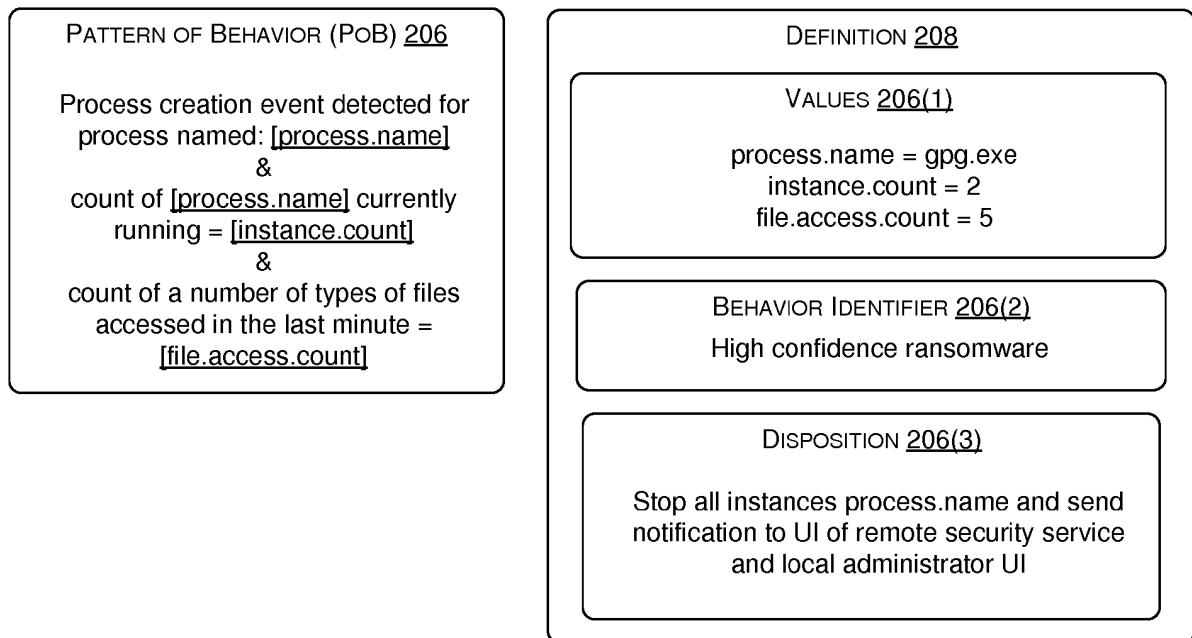 PATTERN OF BEHAVIOR (POB) 206
Process creation event detected for
process named: [process.name]
&
count of [process.name] currently
running = [instance.count]
&
count of a number of types of files
accessed in the last minute =
[file.access.count]
DEFINITION 208
VALUES 206(1)
process.name = gpg.exe
instance.count = 2
file.access.count = 5
BEHAVIOR IDENTIFIER 206(2)
High confidence ransomware
DISPOSITION 206(3)
Stop all instances process.name and send
notification to UI of remote security service
and local administrator UI